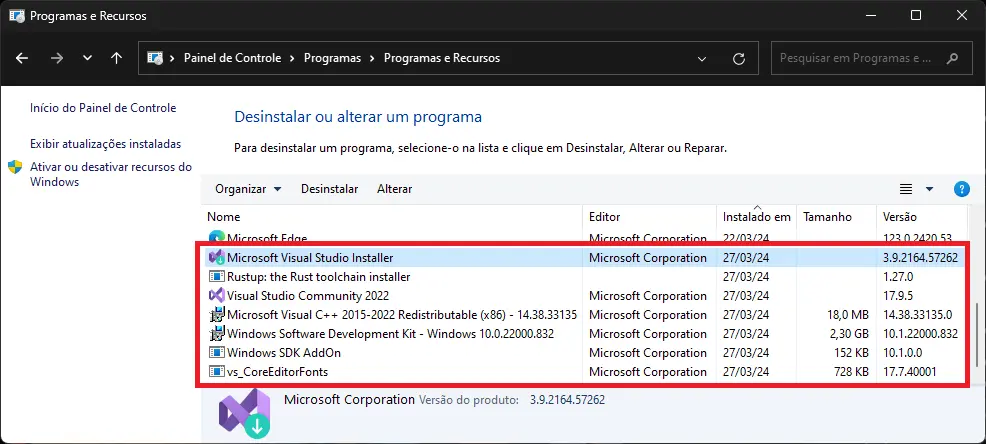 Programas e Recursos
Painel de Controle > Programas > Programas e Recursos
Pesquisar em Programas e ...
Início do Painel de Controle
Exibir atualizações instaladas
Ativar ou desativar recursos do
Windows
Desinstalar ou alterar um programa
Para desinstalar um programa, selecione-o na lista e clique em Desinstalar, Alterar ou Reparar.
Organizar Desinstalar Alterar
?
Nome Editor Instalado em Tamanho Versão
Microsoft Edge Microsoft Corporation 22/03/24 123.0.2420.53
Microsoft Visual Studio Installer Microsoft Corporation 27/03/24 3.9.2164.57262
Rustup: the Rust toolchain installer 27/03/24 1.27.0
Visual Studio Community 2022 Microsoft Corporation 27/03/24 17.9.5
Microsoft Visual C++ 2015-2022 Redistributable (x86) - 14.38.33135 Microsoft Corporation 27/03/24 18,0 MB 14.38.33135.0
Windows Software Development Kit - Windows 10.0.22000.832 Microsoft Corporation 27/03/24 2,30 GB 10.1.22000.832
Windows SDK AddOn Microsoft Corporation 27/03/24 152 KB 10.1.0.0
vs_CoreEditorFonts Microsoft Corporation 27/03/24 728 KB 17.7.40001
Microsoft Corporation Versão do produto: 3.9.2164.57262